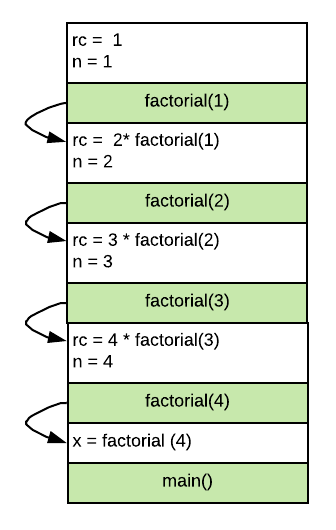 rc =  1
n = 1
factorial(1)
rc =  2* factorial(1)
n = 2
factorial(2)
rc = 3 * factorial(2)
n = 3
factorial(3)
rc = 4 * factorial(3)
n = 4
factorial(4)
x = factorial (4)
main()